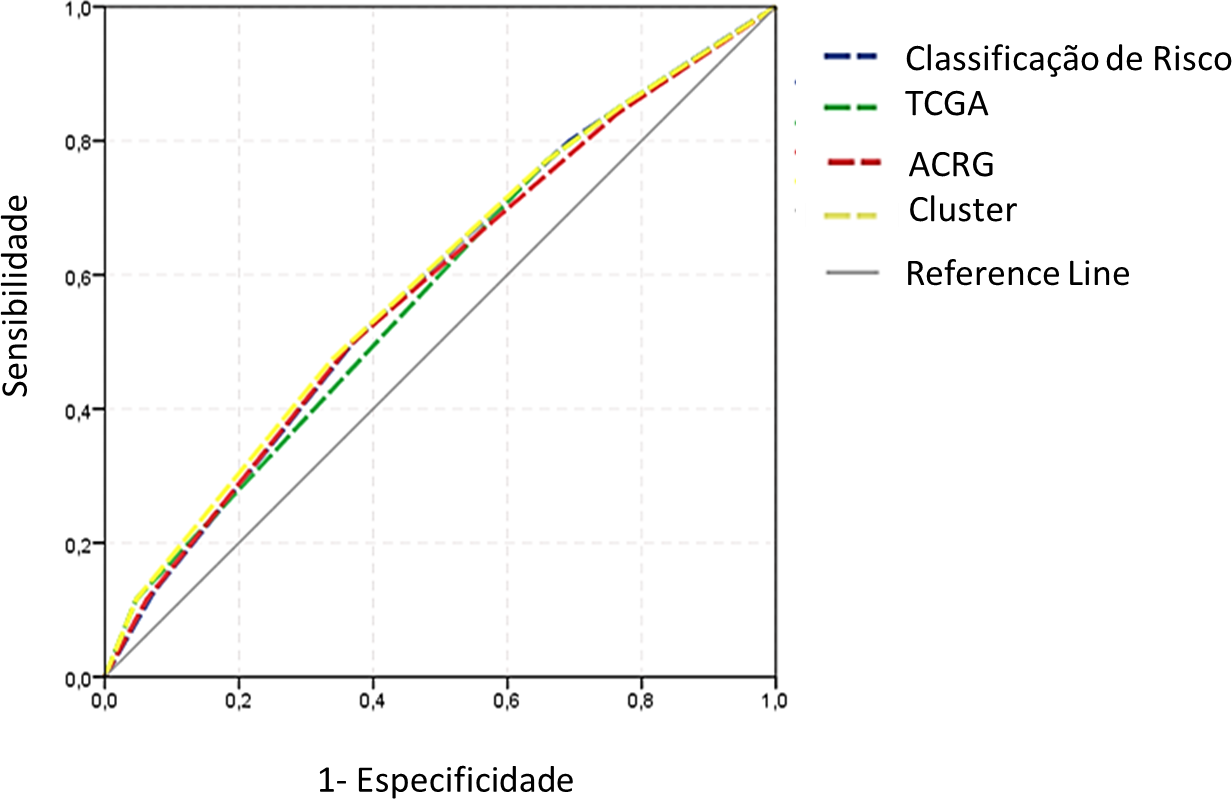 1,0
0,8
0,6
0,4
0,2
0,0
Sensibilidade
0,0 0,2 0,4 0,6 0,8 1,0
1- Especificidade
Classificação de Risco
TCGA
ACRG
Cluster
Reference Line